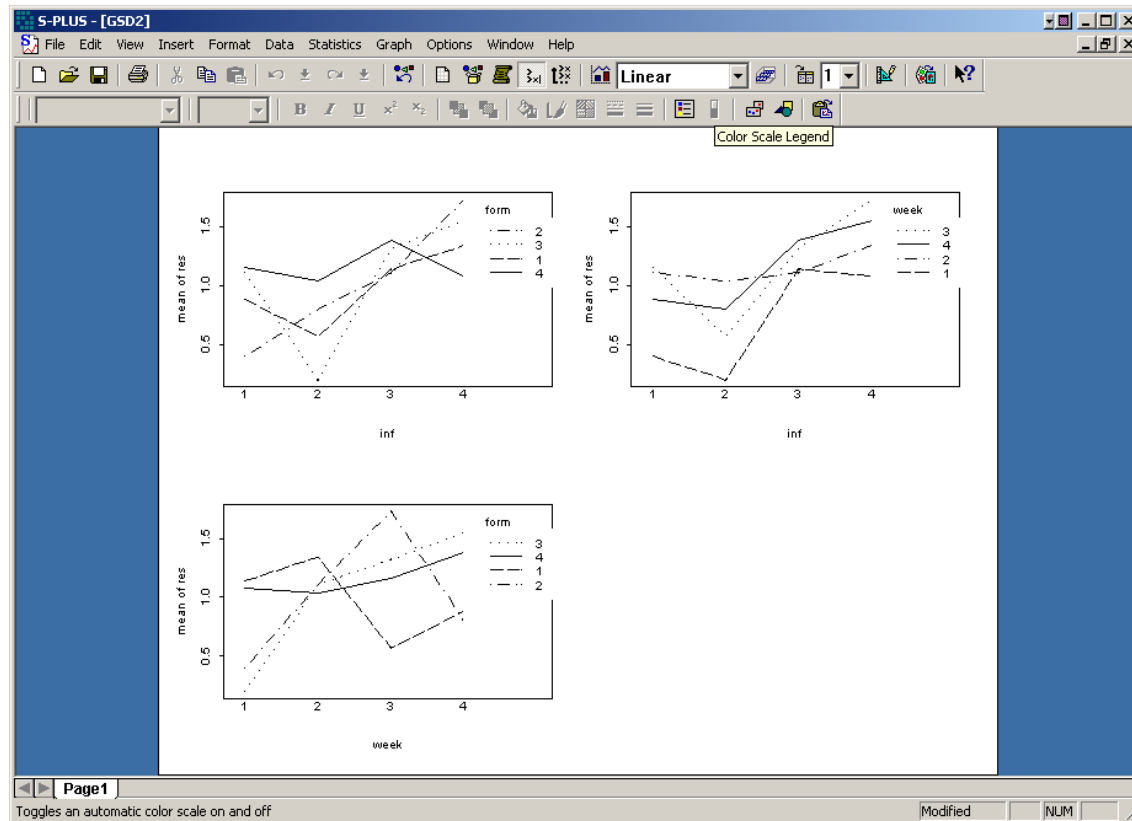 S-PLUS - [GSD2]
File Edit View Insert Format Data Statistics Graph Options Window Help
Linear 1
B I U x² x₂
Color Scale Legend
form
2
3
1
4
mean of res
0.5 1.0 1.5
1 2 3 4
inf
week
3
4
2
1
mean of res
0.5 1.0 1.5
1 2 3 4
inf
form
3
4
1
2
mean of res
0.5 1.0 1.5
1 2 3 4
week
Page1
Toggles an automatic color scale on and off Modified NUM